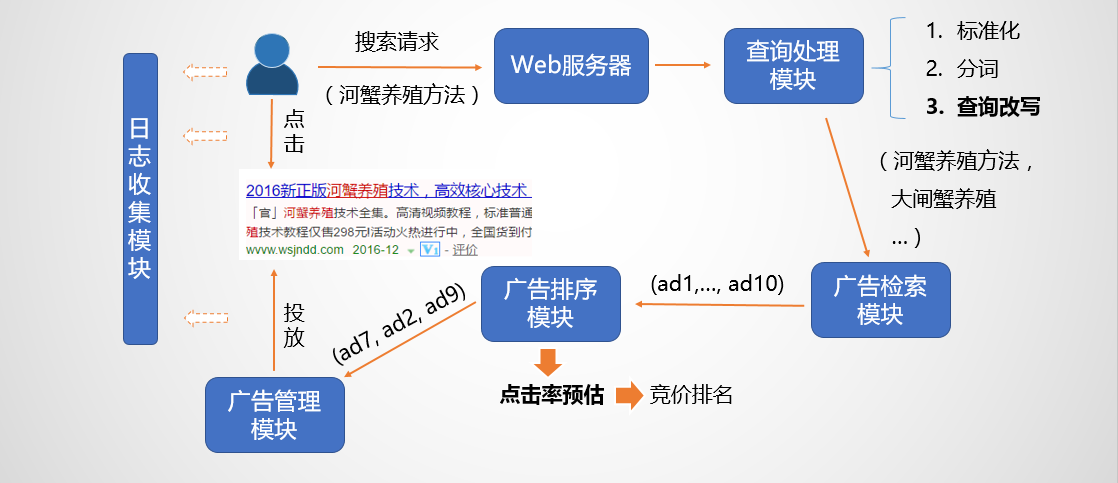 搜索请求
（河蟹养殖方法）
Web服务器
查询处理
模块
1. 标准化
2. 分词
3. 查询改写
（河蟹养殖方法，
大闸蟹养殖
…）
日志收集模块
点击
2016新正版河蟹养殖技术，高效核心技术
「官」河蟹养殖技术全集。高清视频教程，标准普通
殖技术教程仅售298元!活动火热进行中，全国货到付
www.wsjndd.com 2016-12 V1 - 评价
投放
(ad7, ad2, ad9)
广告排序
模块
(ad1,…, ad10)
广告检索
模块
点击率预估
竞价排名
广告管理
模块